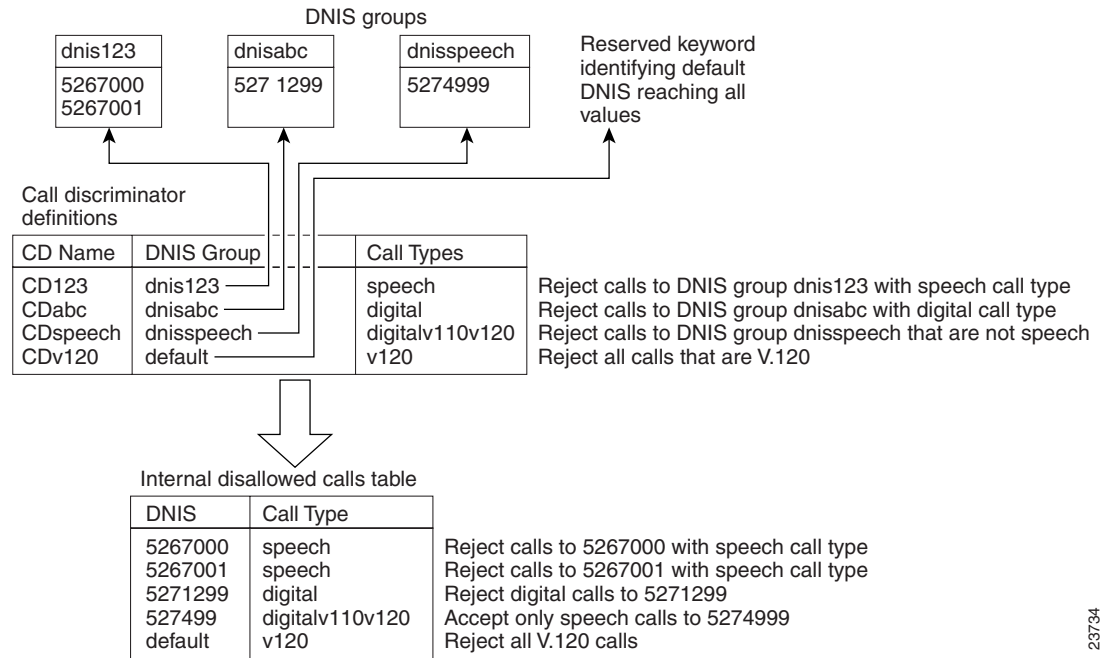 DNIS groups
dnis123
5267000
5267001
dnisabc
527 1299
dnisspeech
5274999
Reserved keyword
identifying default
DNIS reaching all
values
Call discriminator
definitions
CD Name DNIS Group Call Types
CD123 dnis123 speech Reject calls to DNIS group dnis123 with speech call type
CDabc dnisabc digital Reject calls to DNIS group dnisabc with digital call type
CDspeech dnisspeech digitalv110v120 Reject calls to DNIS group dnisspeech that are not speech
CDv120 default v120 Reject all calls that are V.120
Internal disallowed calls table
DNIS Call Type
5267000 speech Reject calls to 5267000 with speech call type
5267001 speech Reject calls to 5267001 with speech call type
5271299 digital Reject digital calls to 5271299
527499 digitalv110v120 Accept only speech calls to 5274999
default v120 Reject all V.120 calls
23734